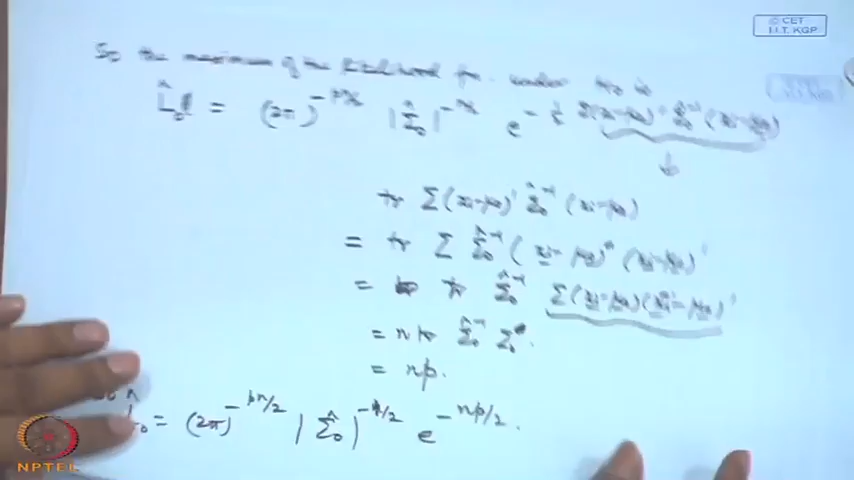 © CET
I.I.T. KGP
So the maximum of the likelihood fn. under H₀ is
L̂₀ = (2π)^{-pn/2} |Σ̂₀|^{-n/2} e^{-½ Σ(xᵢ-μ₀)' Σ̂₀⁻¹ (xᵢ-μ₀)}
↓
tr Σ(xᵢ-μ₀)' Σ̂₀⁻¹ (xᵢ-μ₀)
= tr Σ Σ̂₀⁻¹ (xᵢ-μ₀) (xᵢ-μ₀)'
= tr Σ̂₀⁻¹ Σ(xᵢ-μ₀)(xᵢ-μ₀)'
= n tr Σ̂₀⁻¹ Σ̂₀.
= np.
L̂₀ = (2π)^{-pn/2} |Σ̂₀|^{-n/2} e^{-np/2}.
NPTEL